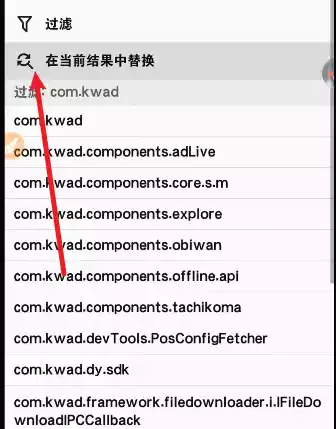 过滤
在当前结果中替换
过滤: com.kwad
com.kwad
com.kwad.components.adLive
com.kwad.components.core.s.m
com.kwad.components.explore
com.kwad.components.obiwan
com.kwad.components.offline.api
com.kwad.components.tachikoma
com.kwad.devTools.PosConfigFetcher
com.kwad.dy.sdk
com.kwad.framework.filedownloader.i.IFileDo
wnloadIPCCallback